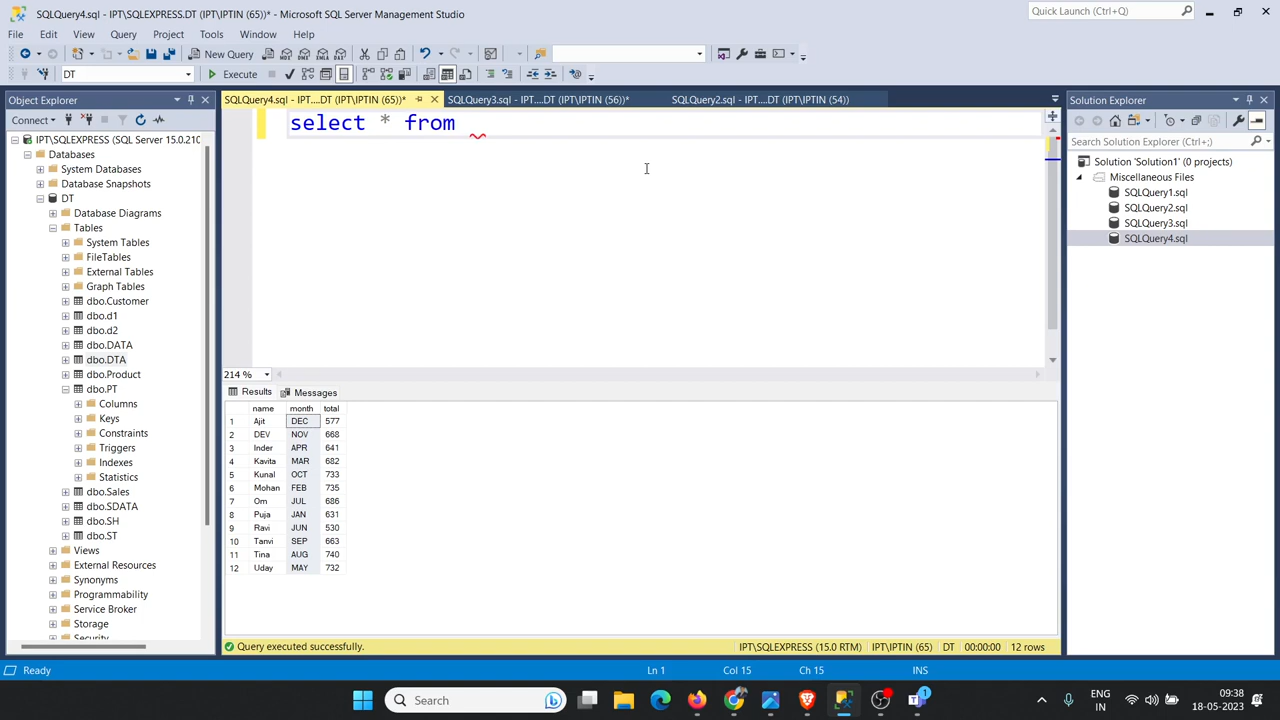 SQLQuery4.sql - IPT\SQLEXPRESS.DT (IPT\IPTIN (65))* - Microsoft SQL Server Management Studio
Quick Launch (Ctrl+Q)
File Edit View Query Project Tools Window Help
New Query
MDX DMX XMLA DAX
DT
Execute
Object Explorer
SQLQuery4.sql - IPT....DT (IPT\IPTIN (65))*
SQLQuery3.sql - IPT....DT (IPT\IPTIN (56))*
SQLQuery2.sql - IPT....DT (IPT\IPTIN (54))
Solution Explorer
Connect
select * from
Search Solution Explorer (Ctrl+;)
IPT\SQLEXPRESS (SQL Server 15.0.210
Databases
System Databases
Database Snapshots
DT
Database Diagrams
Tables
System Tables
FileTables
External Tables
Graph Tables
dbo.Customer
dbo.d1
dbo.d2
dbo.DATA
dbo.DTA
dbo.Product
dbo.PT
Columns
Keys
Constraints
Triggers
Indexes
Statistics
dbo.Sales
dbo.SDATA
dbo.SH
dbo.ST
Views
External Resources
Synonyms
Programmability
Service Broker
Storage
Security
Solution 'Solution1' (0 projects)
Miscellaneous Files
SQLQuery1.sql
SQLQuery2.sql
SQLQuery3.sql
SQLQuery4.sql
214 %
Results Messages
name month total
1 Ajit DEC 577
2 DEV NOV 668
3 Inder APR 641
4 Kavita MAR 682
5 Kunal OCT 733
6 Mohan FEB 735
7 Om JUL 686
8 Puja JAN 631
9 Ravi JUN 530
10 Tanvi SEP 663
11 Tina AUG 740
12 Uday MAY 732
Query executed successfully.
IPT\SQLEXPRESS (15.0 RTM) IPT\IPTIN (65) DT 00:00:00 12 rows
Ready
Ln 1 Col 15 Ch 15 INS
Search
1
ENG
IN
09:38
18-05-2023